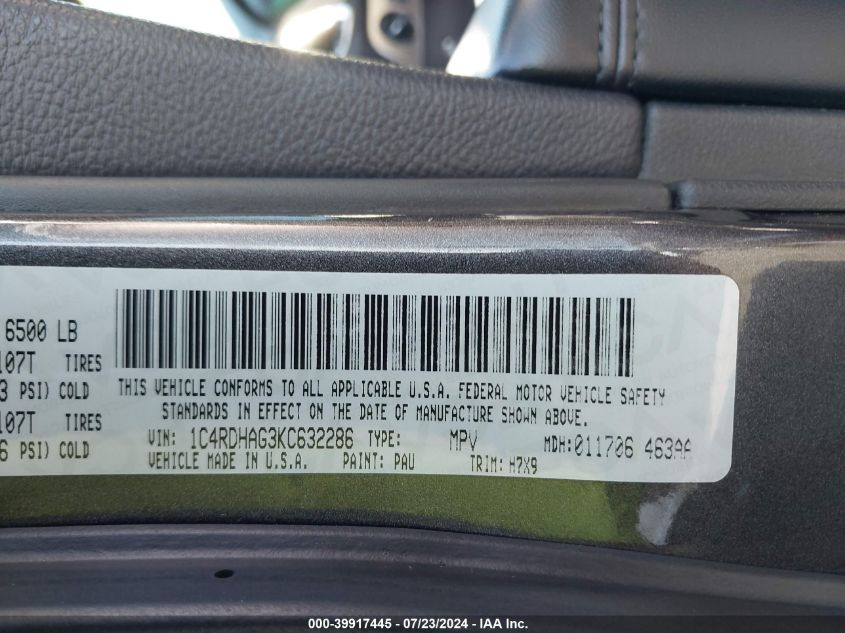 6500 LB
107T TIRES
3 PSI) COLD
107T TIRES
6 PSI) COLD
THIS VEHICLE CONFORMS TO ALL APPLICABLE U.S.A. FEDERAL MOTOR VEHICLE SAFETY
STANDARDS IN EFFECT ON THE DATE OF MANUFACTURE SHOWN ABOVE.
VIN: 1C4RDHAG3KC632286 TYPE: MPV MDH:011706 463AA
VEHICLE MADE IN U.S.A. PAINT: PAU TRIM: H7X9
000-39917445 / 07/23/2024 - IAA Inc.